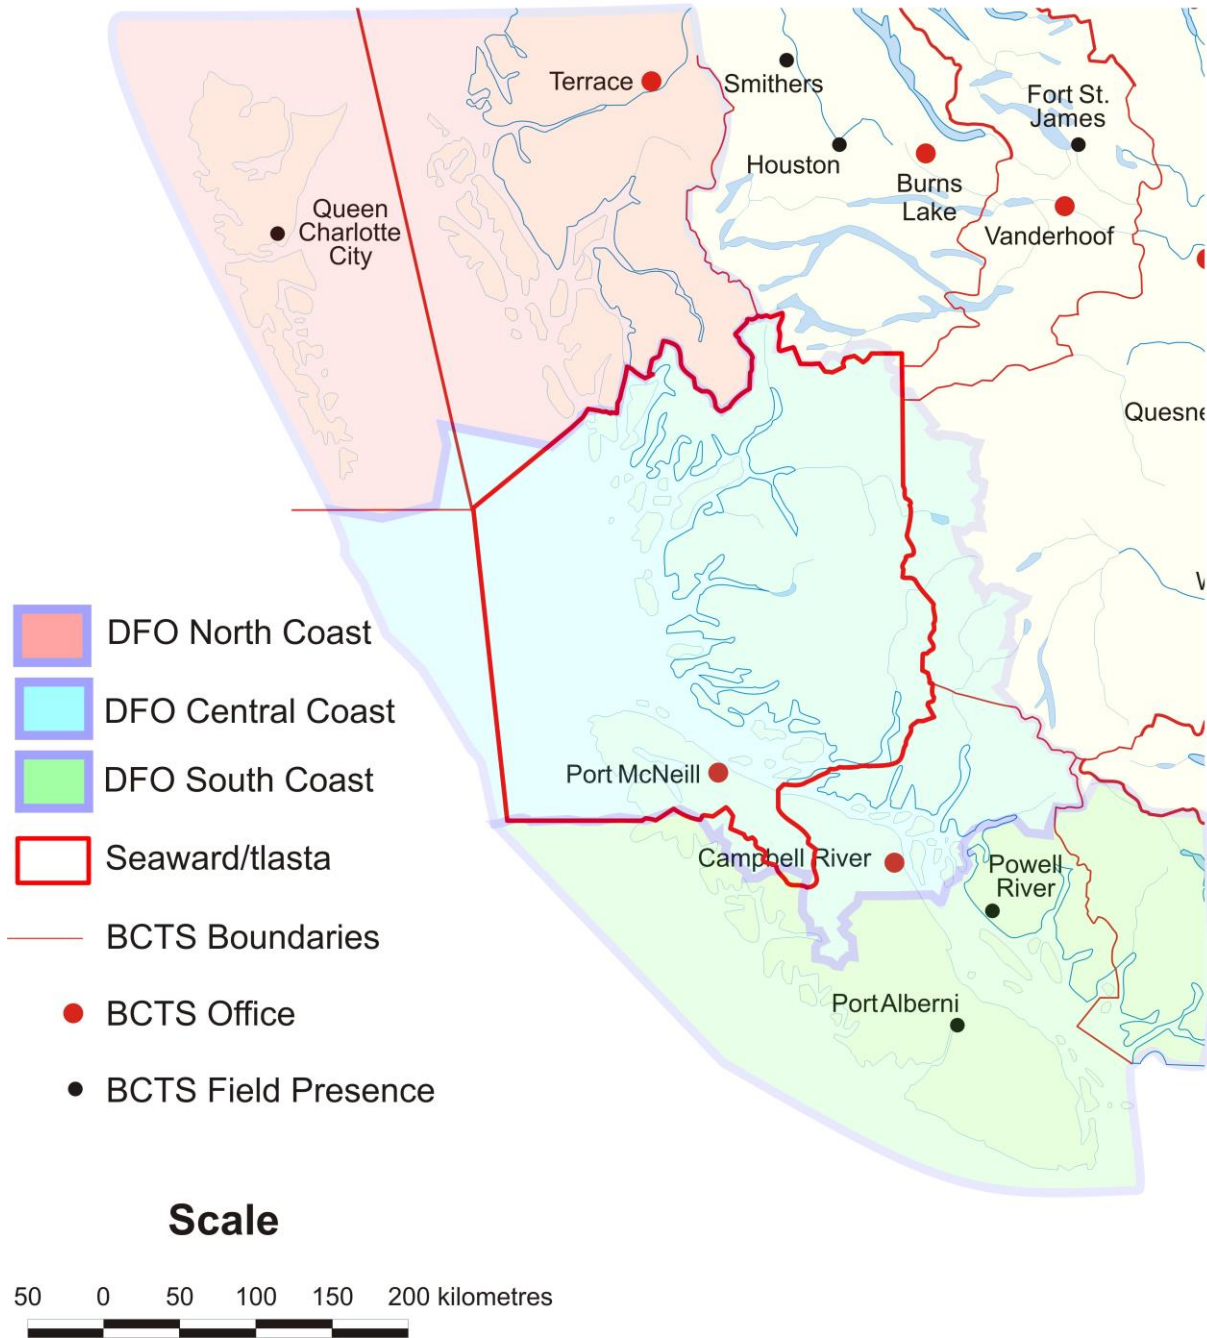 Terrace
Smithers
Fort St.
James
Houston
Burns
Lake
Vanderhoof
Queen
Charlotte
City
Quesne
W
DFO North Coast
DFO Central Coast
DFO South Coast
Seaward/tlasta
BCTS Boundaries
BCTS Office
BCTS Field Presence
Port McNeill
Campbell River
Powell
River
Port Alberni
Scale
50 0 50 100 150 200 kilometres